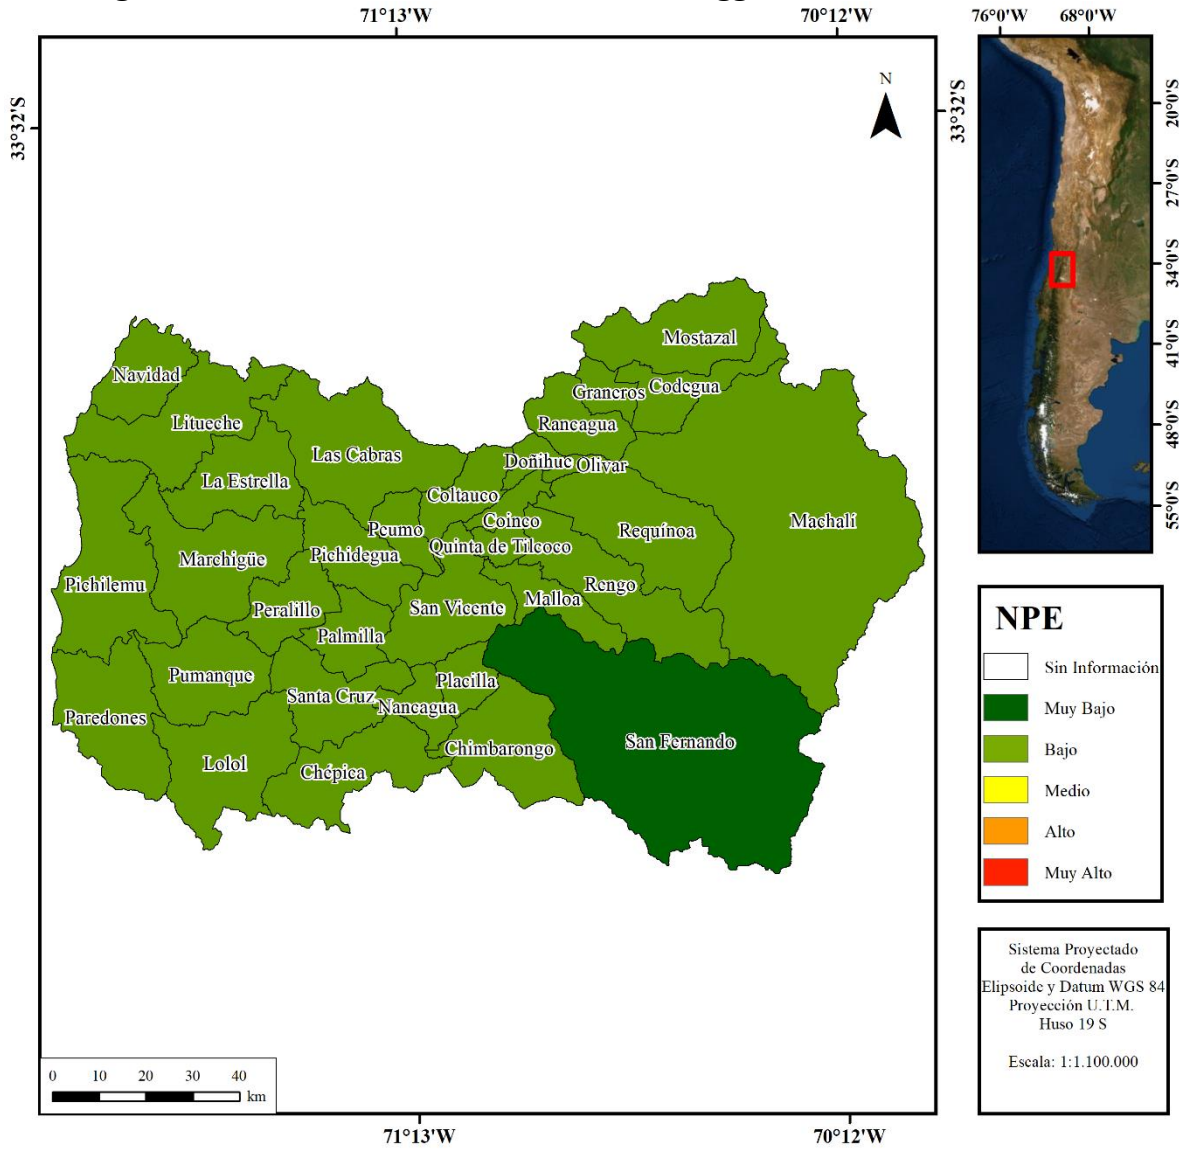 71°13'W
70°12'W
76°0'W
68°0'W
33°32'S
33°32'S
N
20°0'S
27°0'S
34°0'S
41°0'S
48°0'S
55°0'S
Mostazal
Navidad
Graneros
Codegua
Litueche
Rancagua
Las Cabras
Doñihue
Olivar
La Estrella
Coltauco
Peumo
Coinco
Requínoa
Machalí
Quinta de Tilcoco
Marchigüe
Pichidegua
Pichilemu
Rengo
Malloa
Peralillo
San Vicente
Palmilla
Pumanque
Placilla
Santa Cruz
Nancagua
Paredones
San Fernando
Chimbarongo
Lolol
Chépica
NPE
Sin Información
Muy Bajo
Bajo
Medio
Alto
Muy Alto
Sistema Proyectado
de Coordenadas
Elipsoide y Datum WGS 84
Proyección U.T.M.
Huso 19 S
Escala: 1:1.100.000
0 10 20 30 40
km
71°13'W
70°12'W